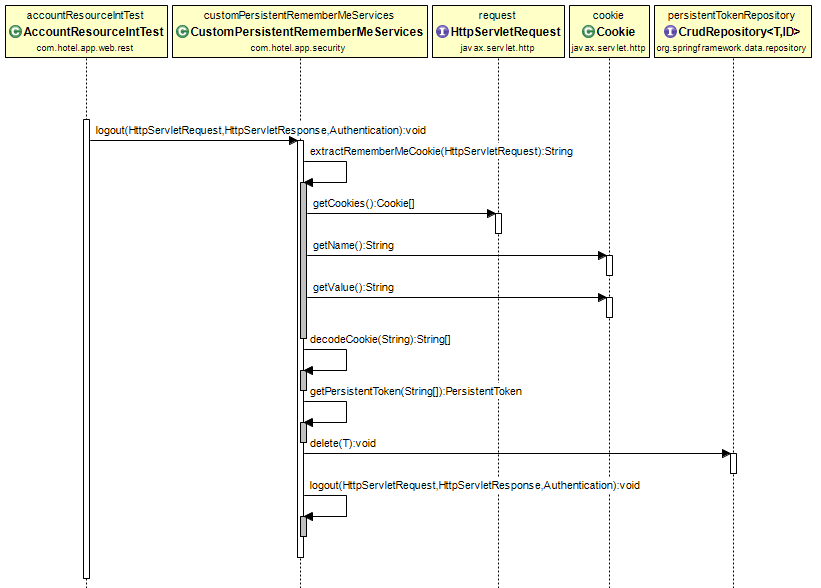 accountResourceIntTest
C AccountResourceIntTest
com.hotel.app.web.rest
customPersistentRememberMeServices
C CustomPersistentRememberMeServices
com.hotel.app.security
request
I HttpServletRequest
javax.servlet.http
cookie
C Cookie
javax.servlet.http
persistentTokenRepository
I CrudRepository<T,ID>
org.springframework.data.repository
logout(HttpServletRequest,HttpServletResponse,Authentication):void
extractRememberMeCookie(HttpServletRequest):String
getCookies():Cookie[]
getName():String
getValue():String
decodeCookie(String):String[]
getPersistentToken(String[]):PersistentToken
delete(T):void
logout(HttpServletRequest,HttpServletResponse,Authentication):void